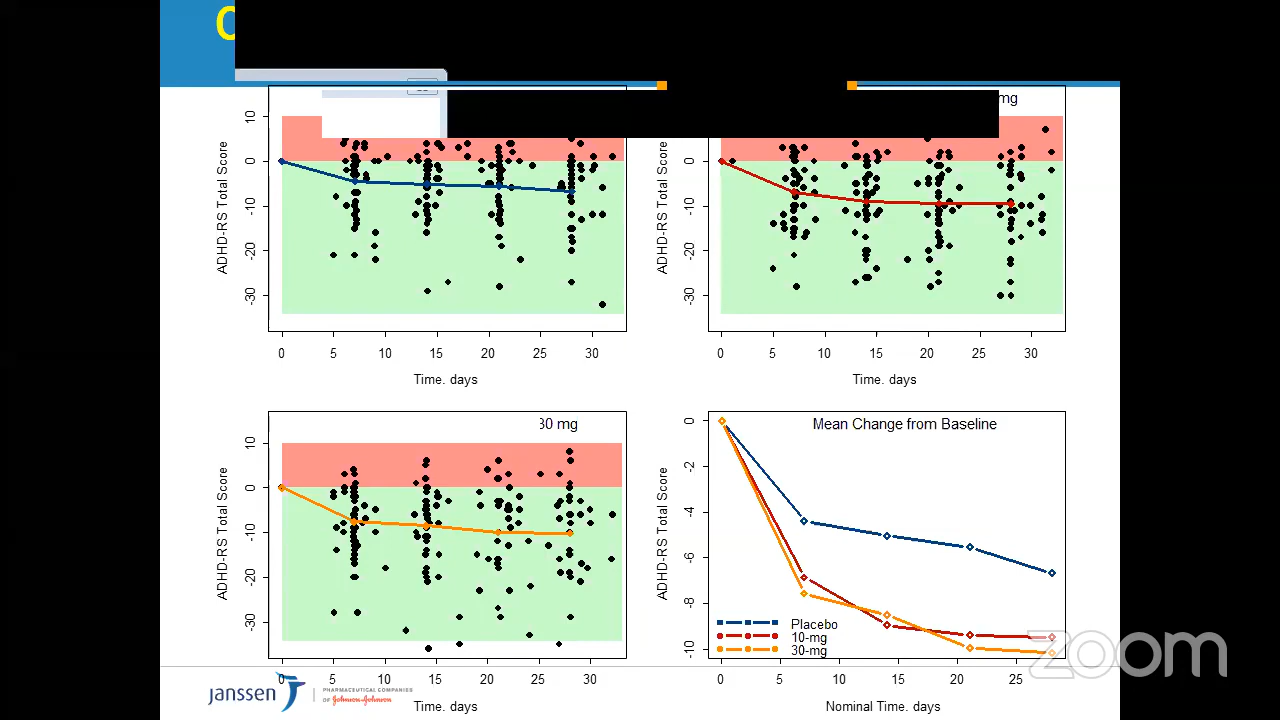 C
mg
10
0
-10
-20
-30
ADHD-RS Total Score
0 5 10 15 20 25 30
Time. days
10
0
-10
-20
-30
ADHD-RS Total Score
0 5 10 15 20 25 30
Time. days
30 mg
10
0
-10
-20
-30
ADHD-RS Total Score
0 5 10 15 20 25 30
Time. days
Mean Change from Baseline
0
-2
-4
-6
-8
-10
ADHD-RS Total Score
Placebo
10-mg
30-mg
0 5 10 15 20 25
Nominal Time. days
janssen
PHARMACEUTICAL COMPANIES
OF Johnson-Johnson
zoom